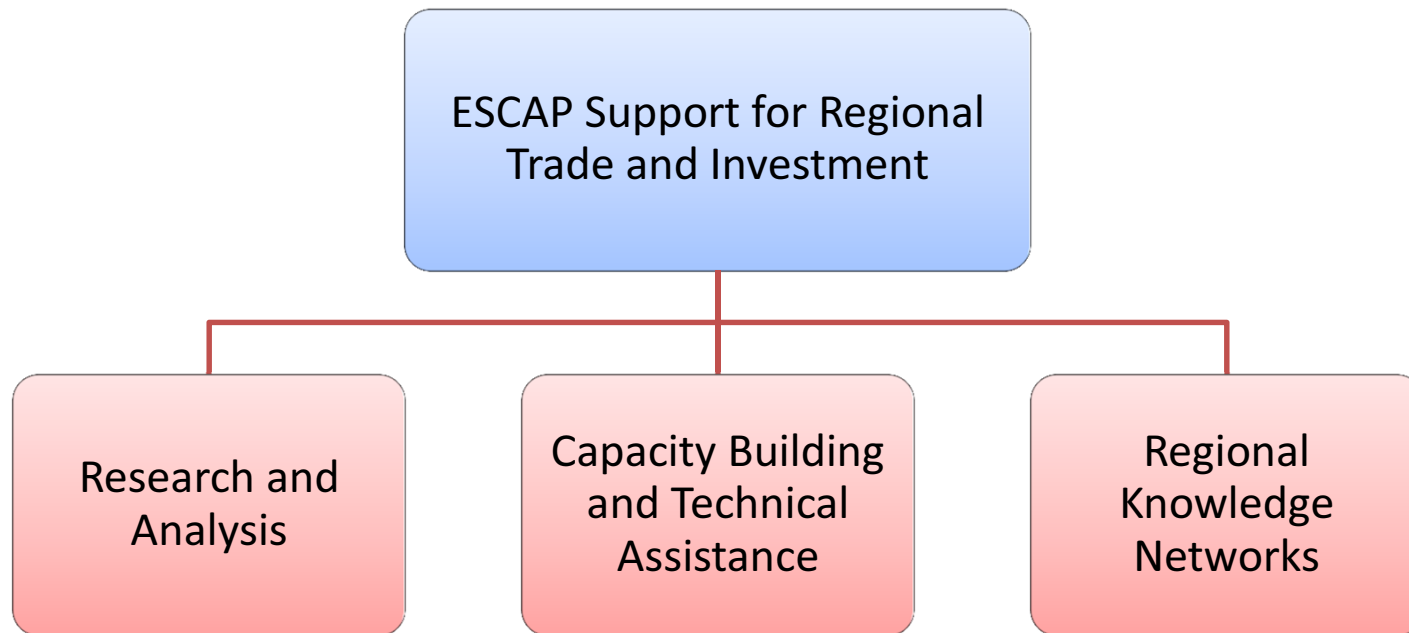 ESCAP Support for Regional
Trade and Investment
Research and
Analysis
Capacity Building
and Technical
Assistance
Regional
Knowledge
Networks